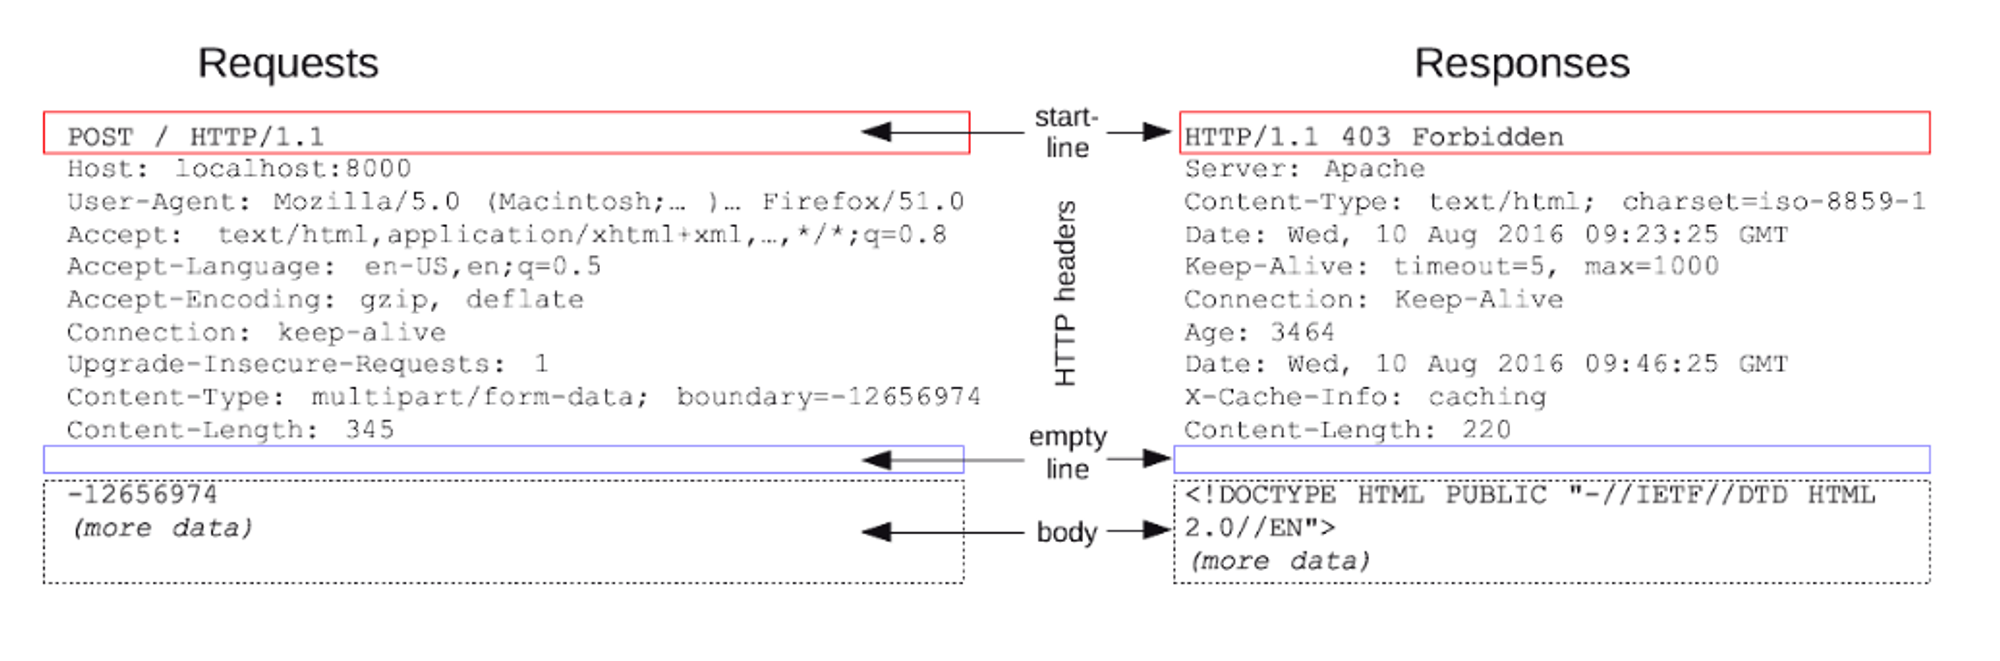 Requests
POST / HTTP/1.1
Host: localhost:8000
User-Agent: Mozilla/5.0 (Macintosh;… )… Firefox/51.0
Accept: text/html,application/xhtml+xml,…,*/*;q=0.8
Accept-Language: en-US,en;q=0.5
Accept-Encoding: gzip, deflate
Connection: keep-alive
Upgrade-Insecure-Requests: 1
Content-Type: multipart/form-data; boundary=-12656974
Content-Length: 345
-12656974
(more data)
start-
line
HTTP headers
empty
line
body
Responses
HTTP/1.1 403 Forbidden
Server: Apache
Content-Type: text/html; charset=iso-8859-1
Date: Wed, 10 Aug 2016 09:23:25 GMT
Keep-Alive: timeout=5, max=1000
Connection: Keep-Alive
Age: 3464
Date: Wed, 10 Aug 2016 09:46:25 GMT
X-Cache-Info: caching
Content-Length: 220
<!DOCTYPE HTML PUBLIC "-//IETF//DTD HTML
2.0//EN">
(more data)